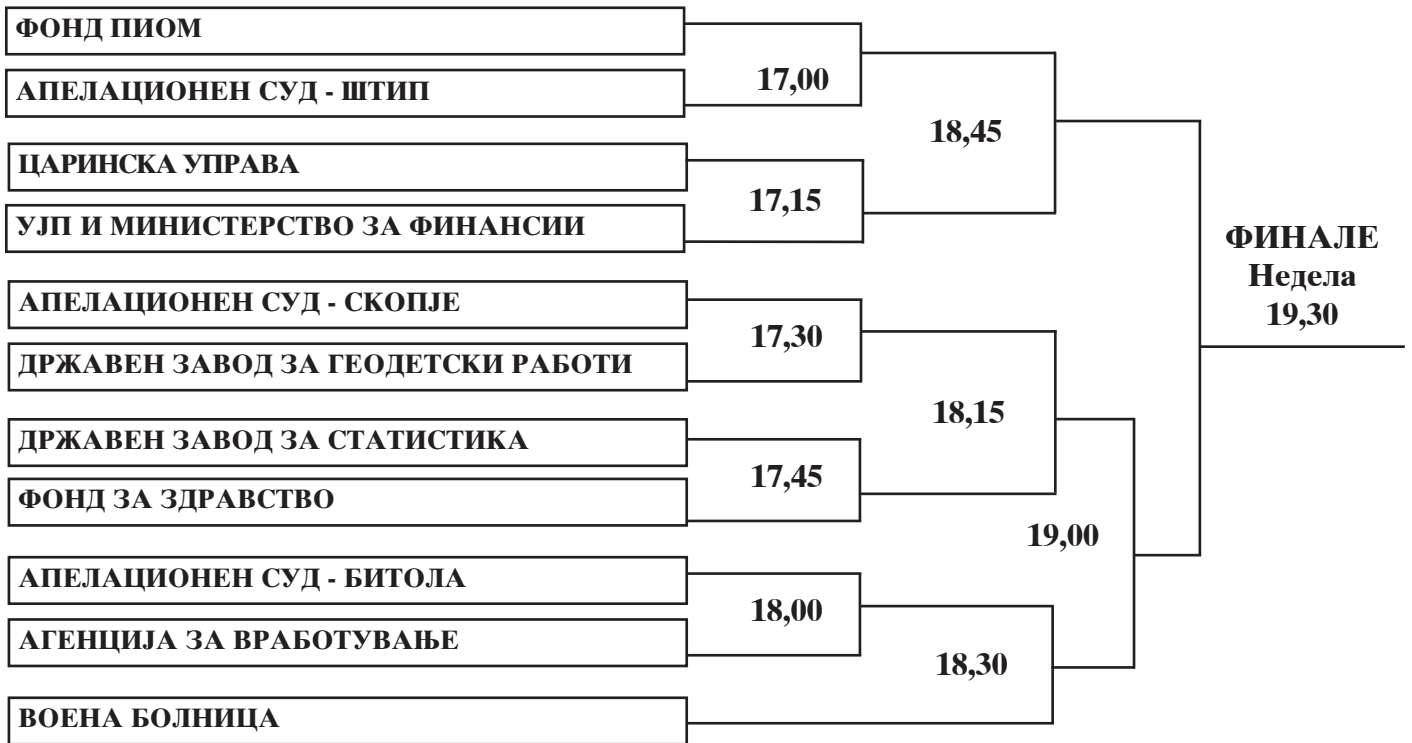 ФОНД ПИОМ
АПЕЛАЦИОНЕН СУД - ШТИП
17,00
ЦАРИНСКА УПРАВА
УЈП И МИНИСТЕРСТВО ЗА ФИНАНСИИ
17,15
18,45
АПЕЛАЦИОНЕН СУД - СКОПЈЕ
ДРЖАВЕН ЗАВОД ЗА ГЕОДЕТСКИ РАБОТИ
17,30
ДРЖАВЕН ЗАВОД ЗА СТАТИСТИКА
ФОНД ЗА ЗДРАВСТВО
17,45
18,15
АПЕЛАЦИОНЕН СУД - БИТОЛА
АГЕНЦИЈА ЗА ВРАБОТУВАЊЕ
18,00
ВОЕНА БОЛНИЦА
18,30
19,00
ФИНАЛЕ
Недела
19,30